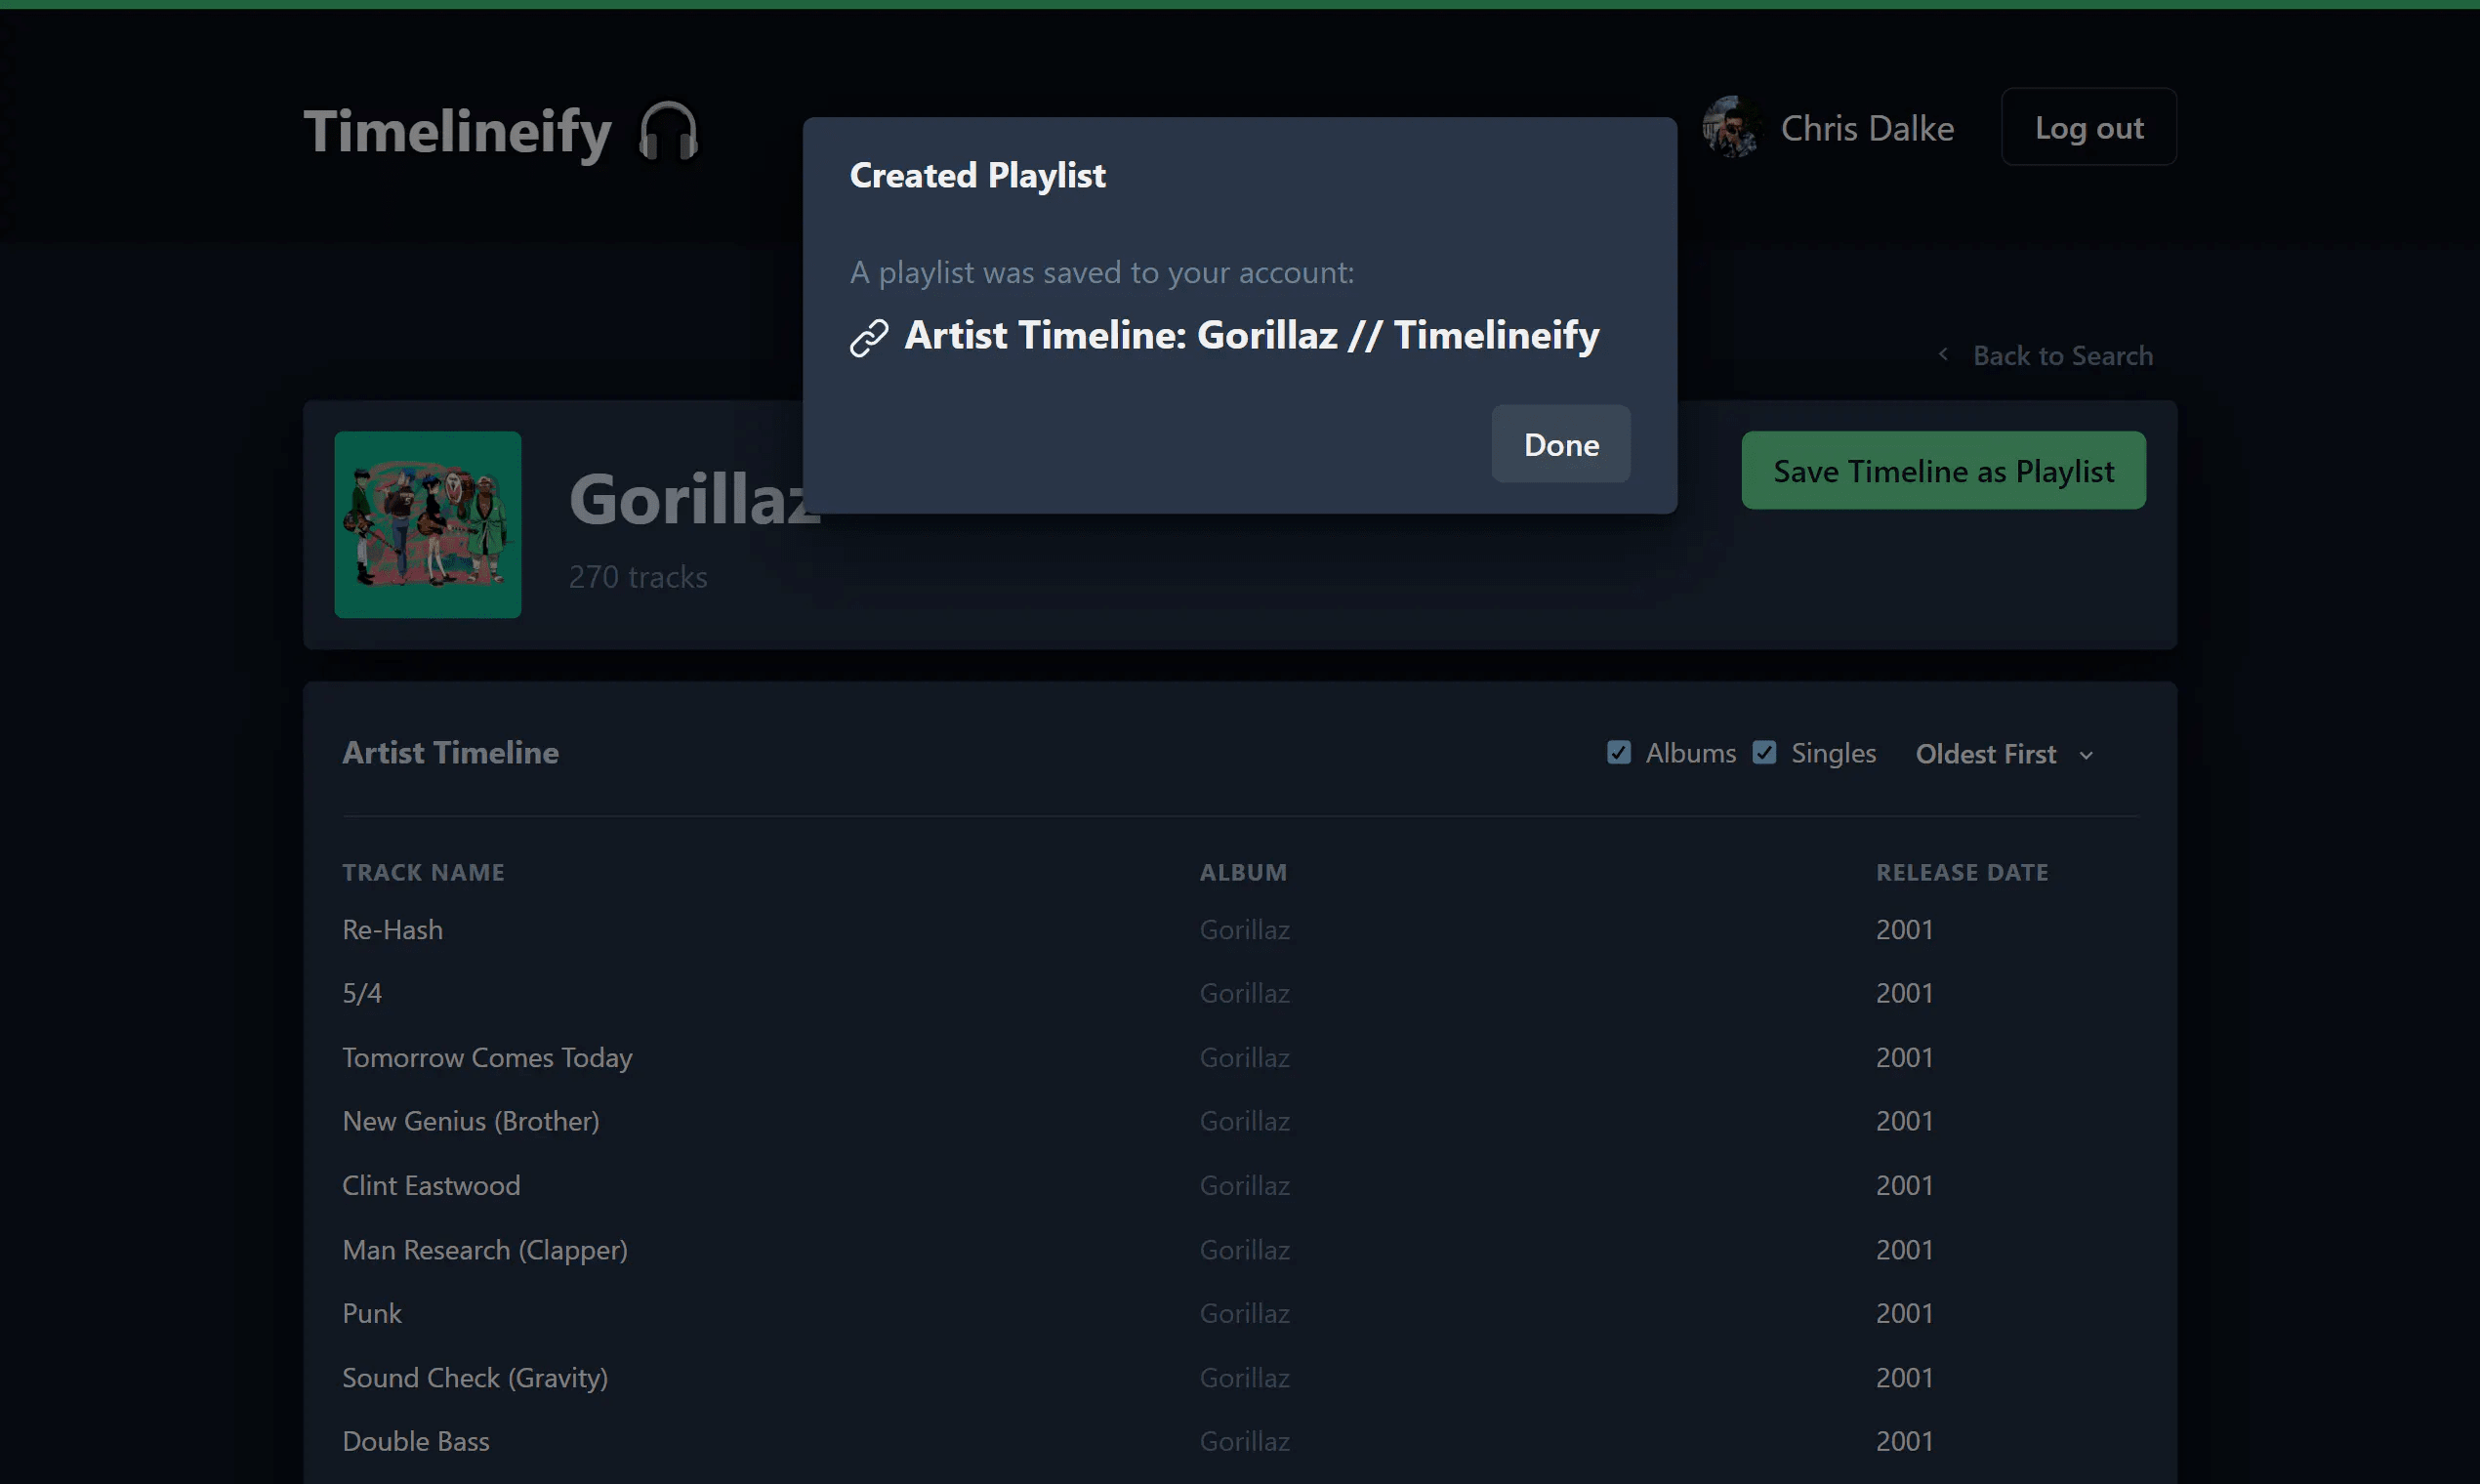 Timelineify
Chris Dalke
Log out
Created Playlist
A playlist was saved to your account:
Artist Timeline: Gorillaz // Timelineify
Done
Back to Search
Gorillaz
270 tracks
Save Timeline as Playlist
Artist Timeline
Albums Singles Oldest First
TRACK NAME ALBUM RELEASE DATE
Re-Hash Gorillaz 2001
5/4 Gorillaz 2001
Tomorrow Comes Today Gorillaz 2001
New Genius (Brother) Gorillaz 2001
Clint Eastwood Gorillaz 2001
Man Research (Clapper) Gorillaz 2001
Punk Gorillaz 2001
Sound Check (Gravity) Gorillaz 2001
Double Bass Gorillaz 2001